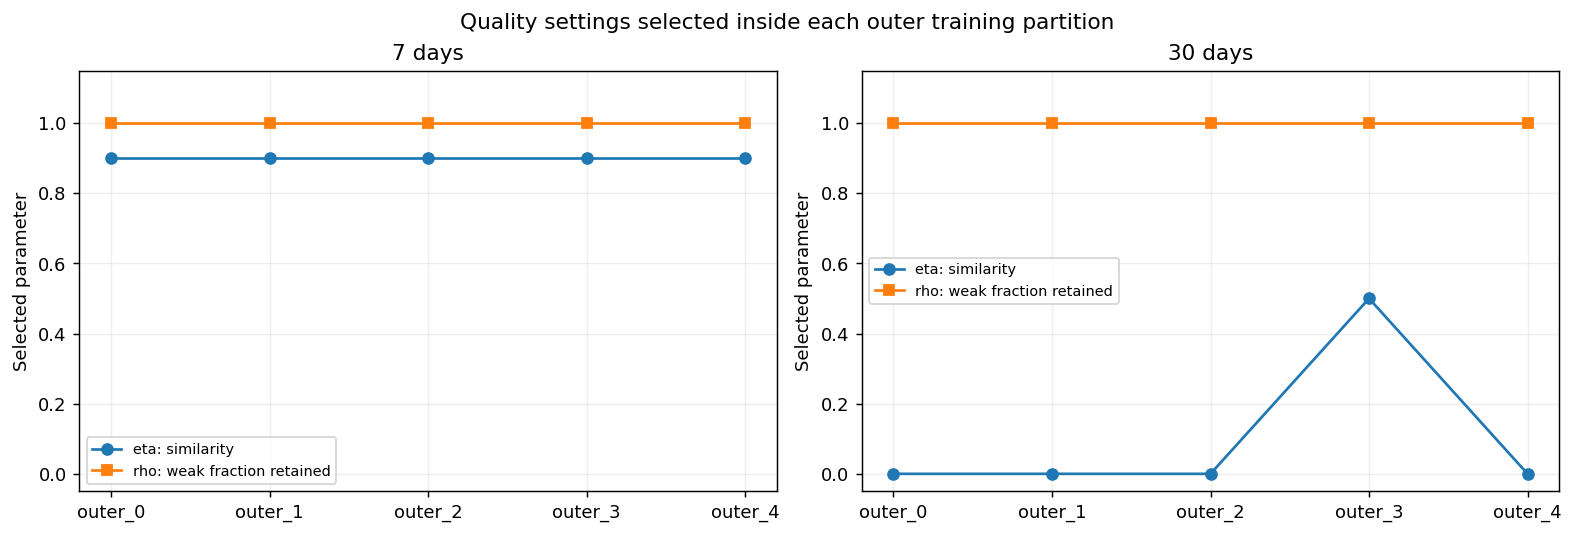 Quality settings selected inside each outer training partition
7 days
Selected parameter
1.0
0.8
0.6
0.4
0.2
0.0
eta: similarity
rho: weak fraction retained
outer_0 outer_1 outer_2 outer_3 outer_4
30 days
Selected parameter
1.0
0.8
0.6
0.4
0.2
0.0
eta: similarity
rho: weak fraction retained
outer_0 outer_1 outer_2 outer_3 outer_4